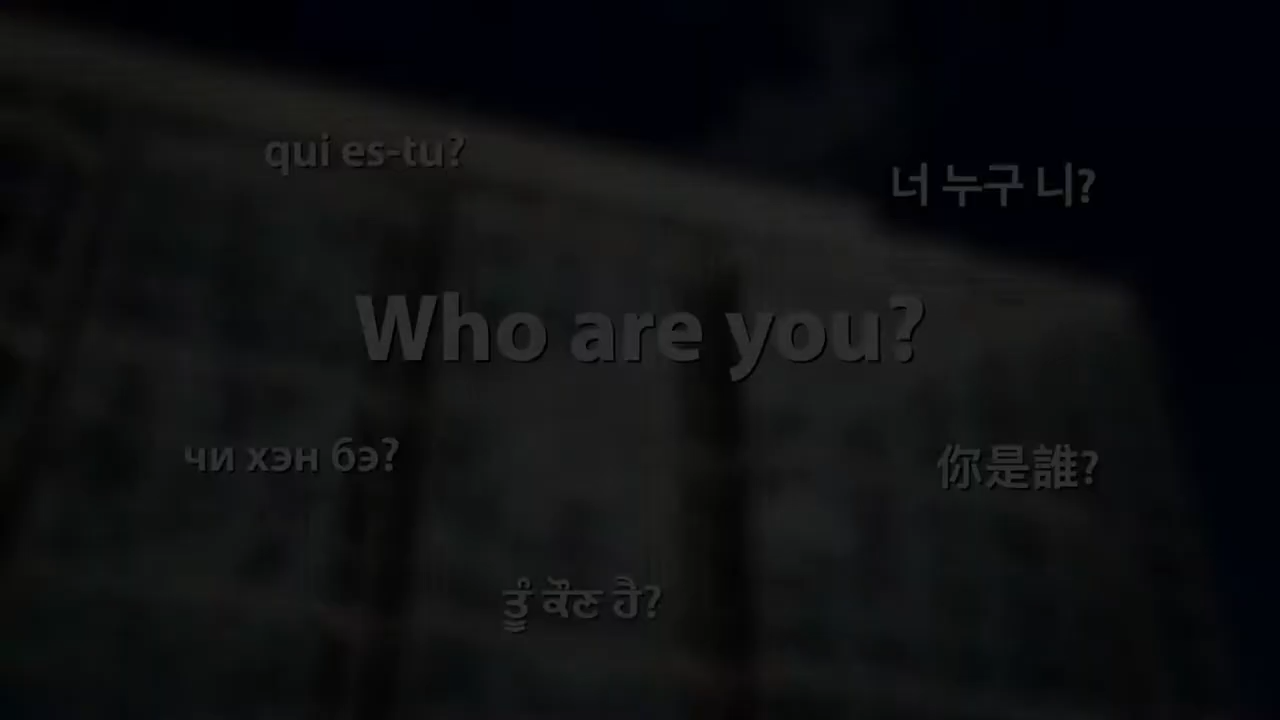 qui es-tu?
너 누구 니?
Who are you?
чи хэн бэ?
你是誰?
ਤੂੰ ਕੌਣ ਹੈ?